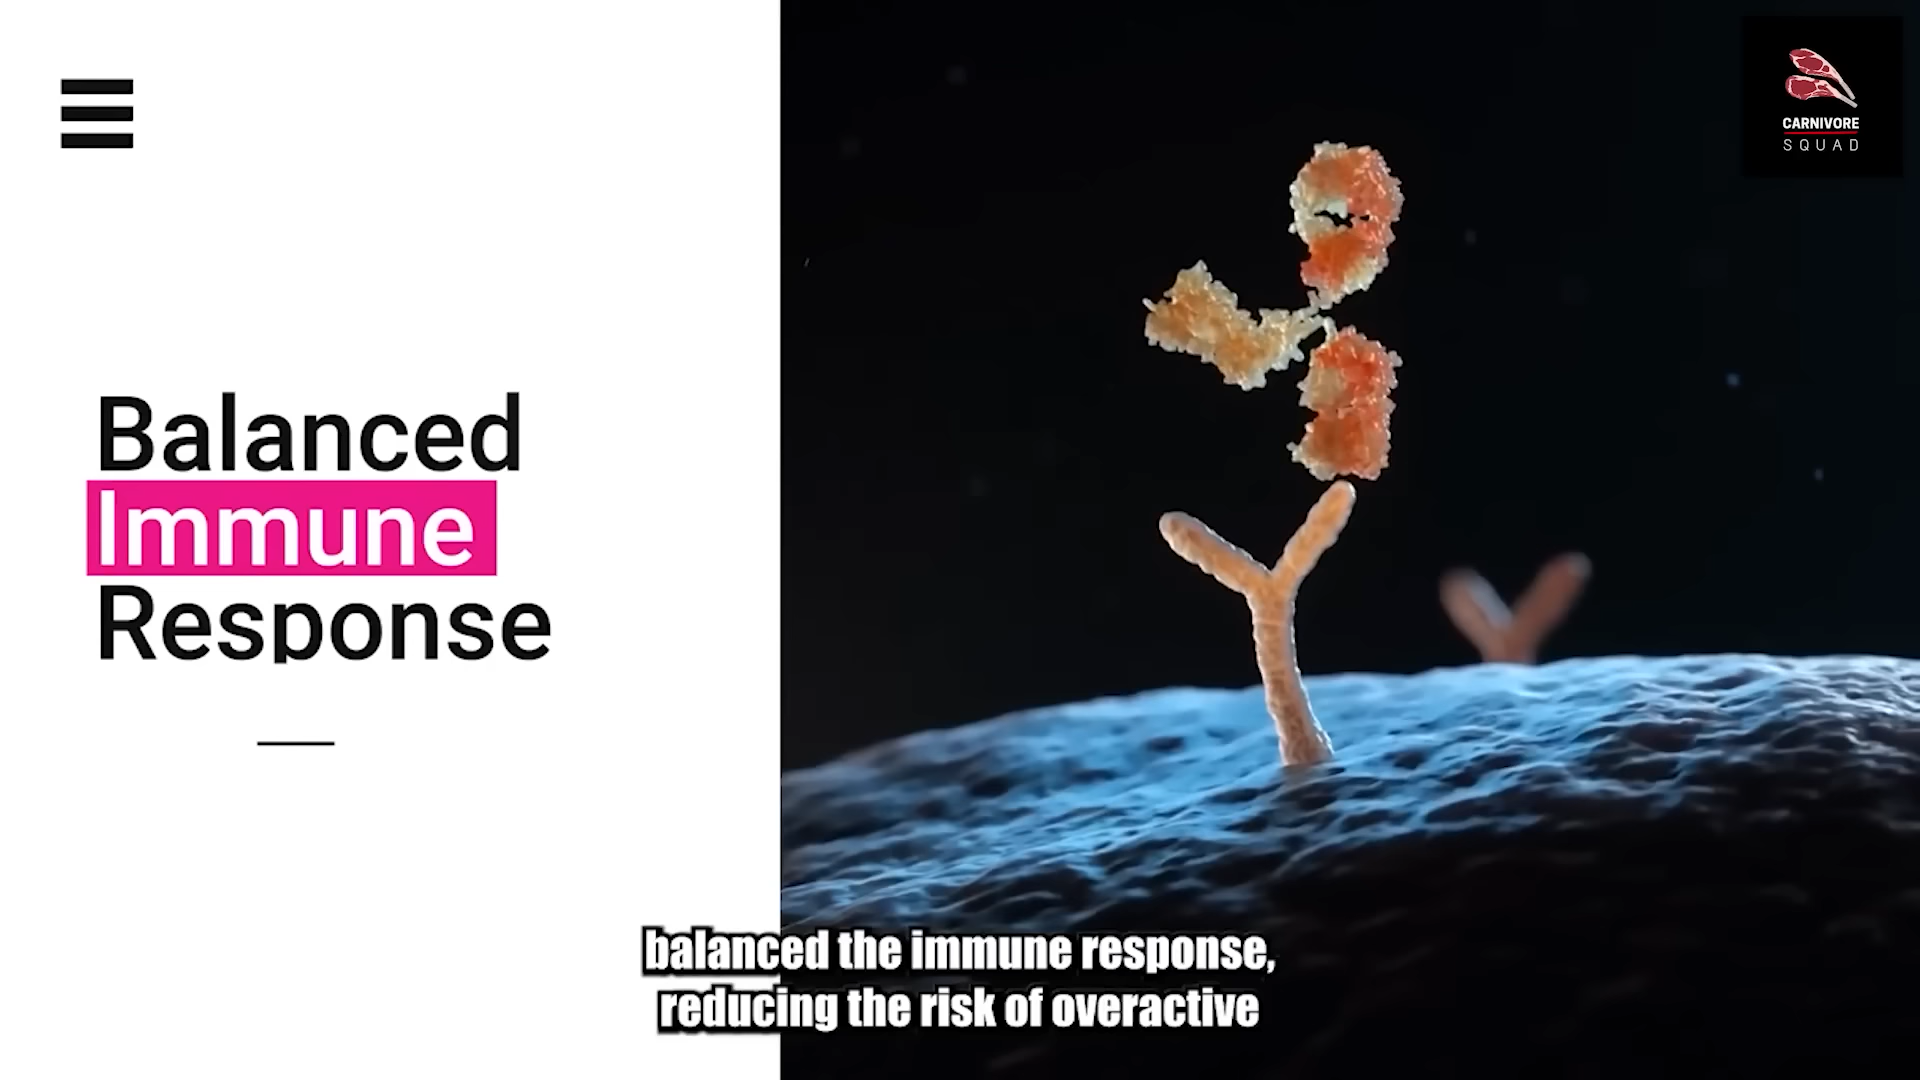 CARNIVORE
SQUAD
Balanced
Immune
Response
balanced the immune response,
reducing the risk of overactive